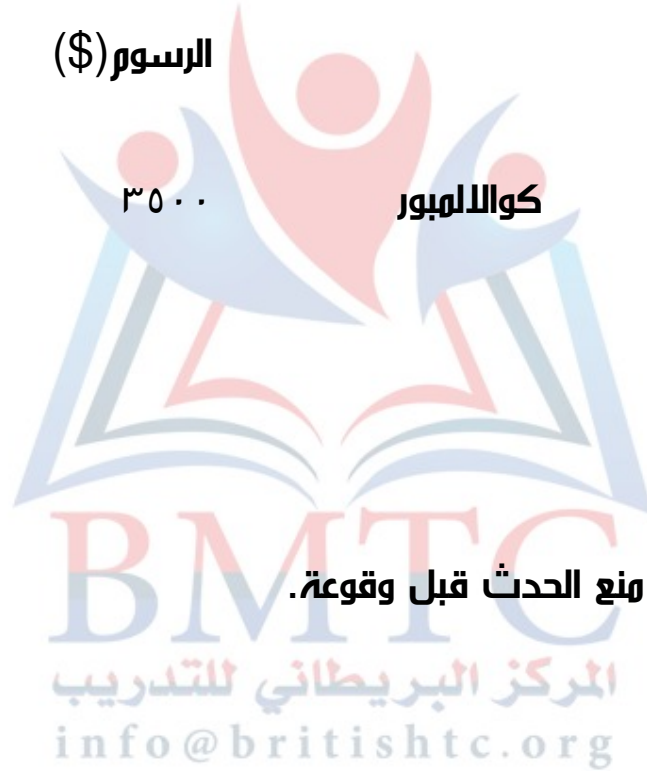 الرسوم($)
كوالالمبور ٣٥٠٠
منع الحدث قبل وقوعة.
BMTC
المركز البريطاني للتدريب
info@britishtc.org